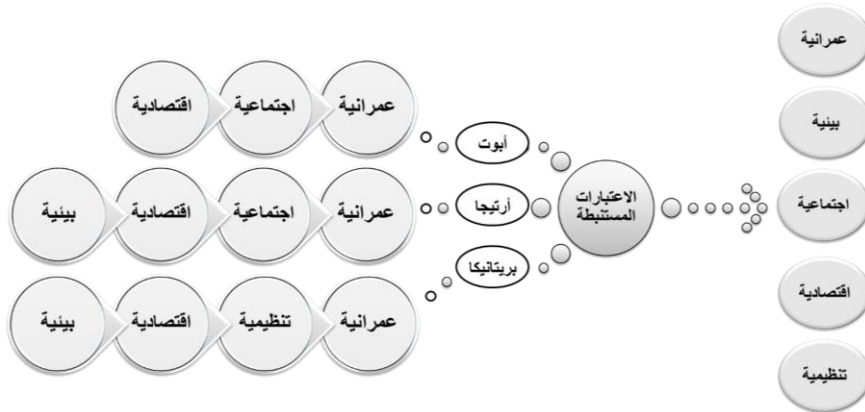 عمرانية
بيئية
اجتماعية
اقتصادية
تنظيمية
الاعتبارات
المستنبطة
أبوت
عمرانية
اجتماعية
اقتصادية
أرتيجا
عمرانية
اجتماعية
اقتصادية
بيئية
بريتانيكا
عمرانية
تنظيمية
اقتصادية
بيئية